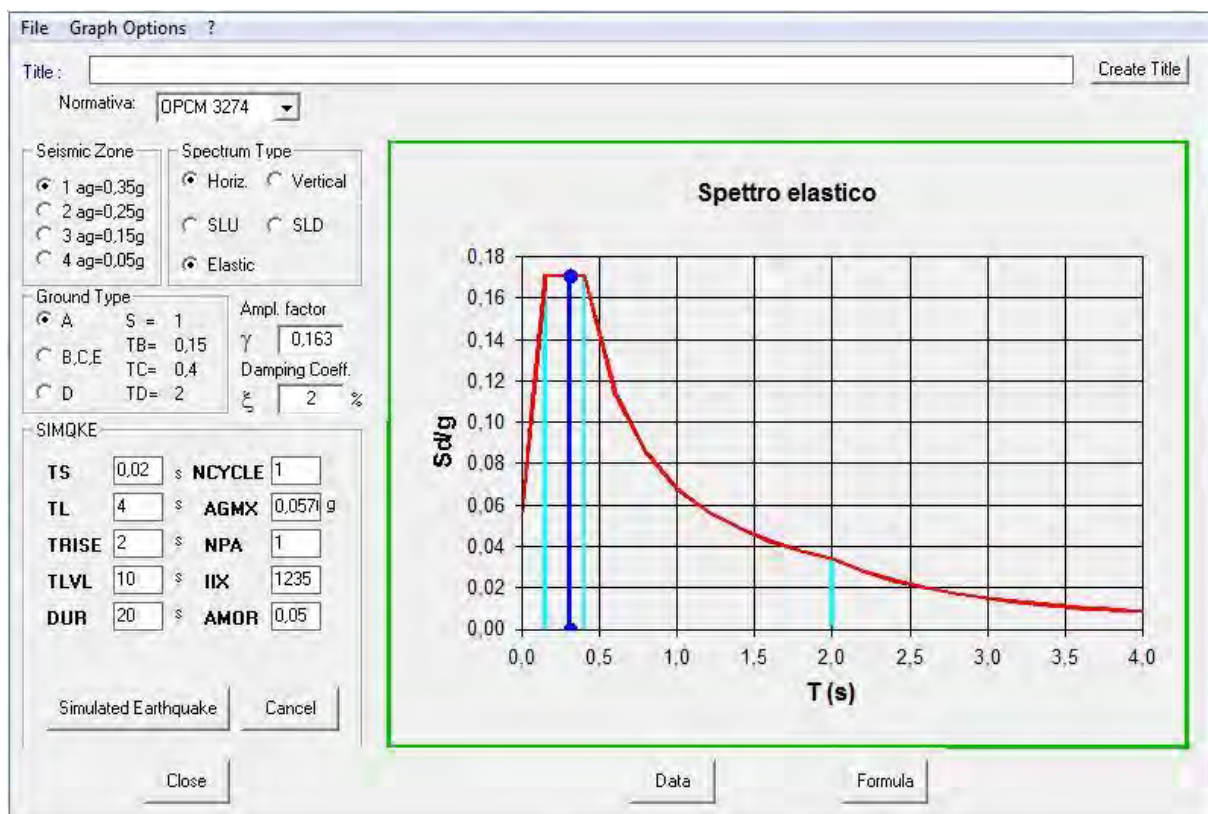 File Graph Options ?
Title :
Create Title
Normativa: OPCM 3274
Seismic Zone
1 ag=0,35g
2 ag=0,25g
3 ag=0,15g
4 ag=0,05g
Spectrum Type
Horiz. Vertical
SLU SLD
Elastic
Ground Type
A S = 1
B,C,E TB= 0,15
TC= 0,4
D TD= 2
Ampl. factor
γ 0,163
Damping Coeff.
ξ 2 %
SIMQKE
TS 0,02 s NCYCLE 1
TL 4 s AGMX 0,057 g
TRISE 2 s NPA 1
TLVL 10 s IIX 1235
DUR 20 s AMOR 0,05
Simulated Earthquake Cancel
Close
Spettro elastico
Sd/g
0,18
0,16
0,14
0,12
0,10
0,08
0,06
0,04
0,02
0,00
0,0 0,5 1,0 1,5 2,0 2,5 3,0 3,5 4,0
T (s)
Data Formula